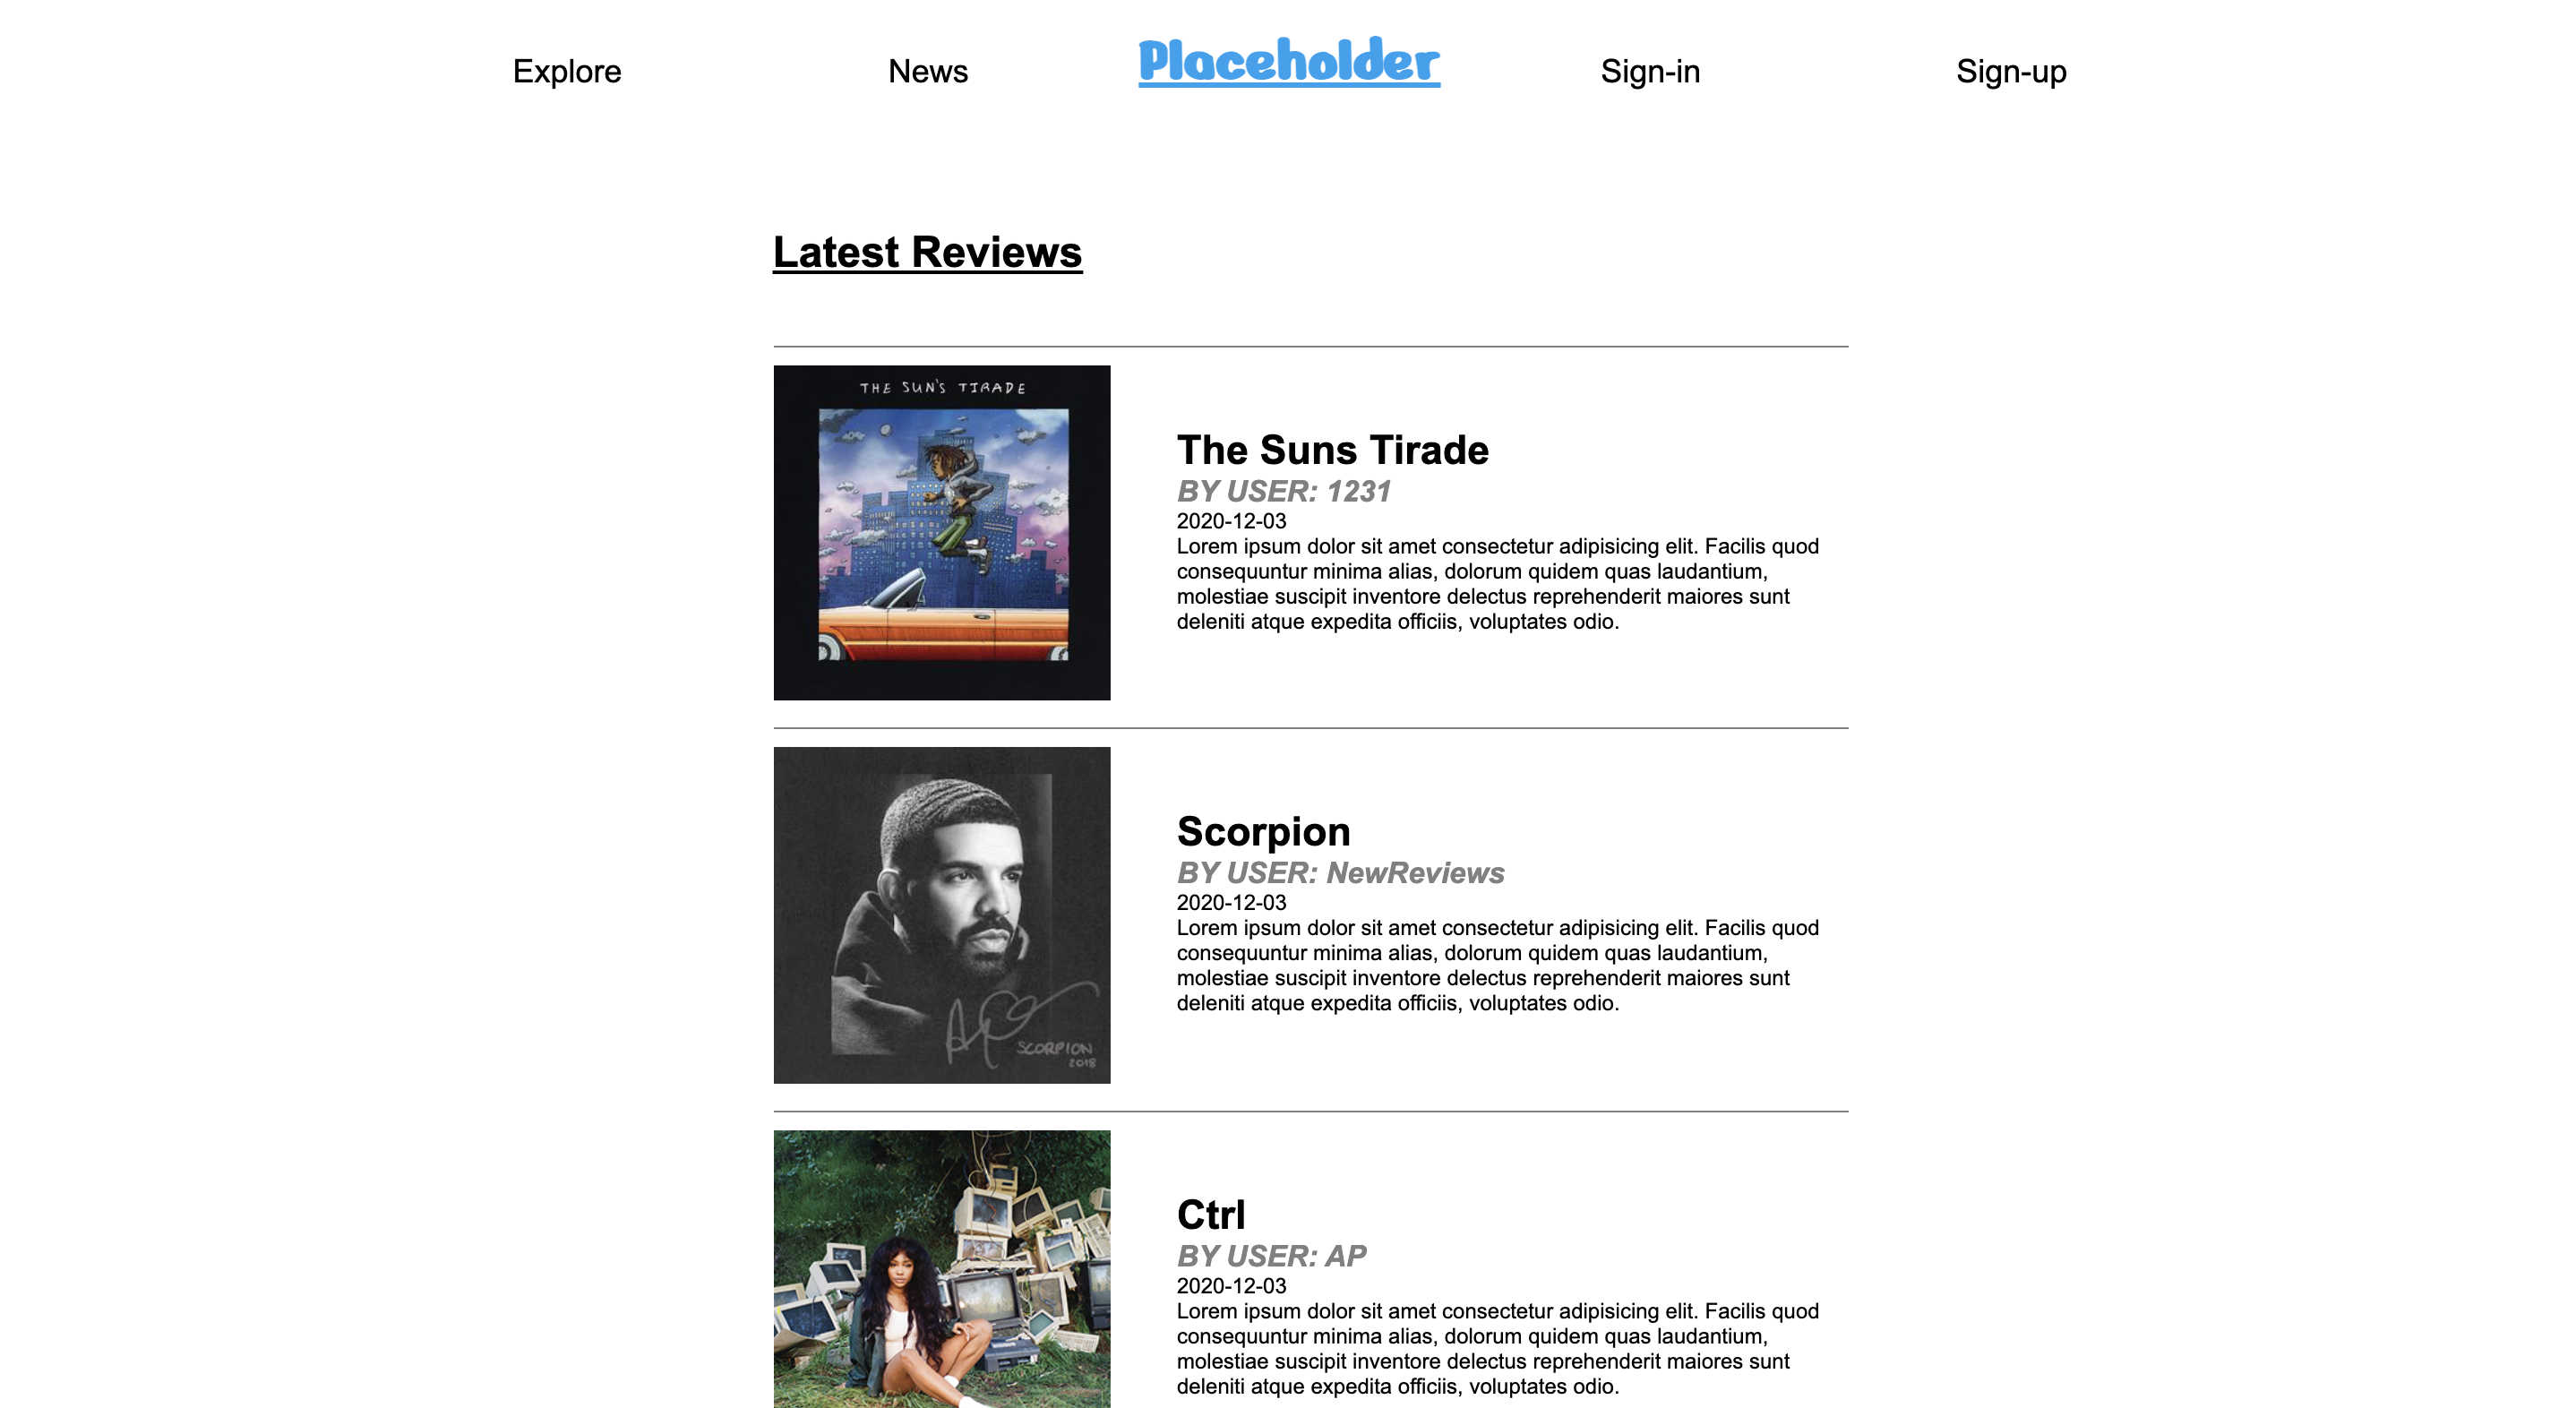 Explore
News
Placeholder
Sign-in
Sign-up
Latest Reviews
THE SUN'S TIRADE
The Suns Tirade
BY USER: 1231
2020-12-03
Lorem ipsum dolor sit amet consectetur adipisicing elit. Facilis quod
consequuntur minima alias, dolorum quidem quas laudantium,
molestiae suscipit inventore delectus reprehenderit maiores sunt
deleniti atque expedita officiis, voluptates odio.
SCORPION
2018
Scorpion
BY USER: NewReviews
2020-12-03
Lorem ipsum dolor sit amet consectetur adipisicing elit. Facilis quod
consequuntur minima alias, dolorum quidem quas laudantium,
molestiae suscipit inventore delectus reprehenderit maiores sunt
deleniti atque expedita officiis, voluptates odio.
Ctrl
BY USER: AP
2020-12-03
Lorem ipsum dolor sit amet consectetur adipisicing elit. Facilis quod
consequuntur minima alias, dolorum quidem quas laudantium,
molestiae suscipit inventore delectus reprehenderit maiores sunt
deleniti atque expedita officiis, voluptates odio.